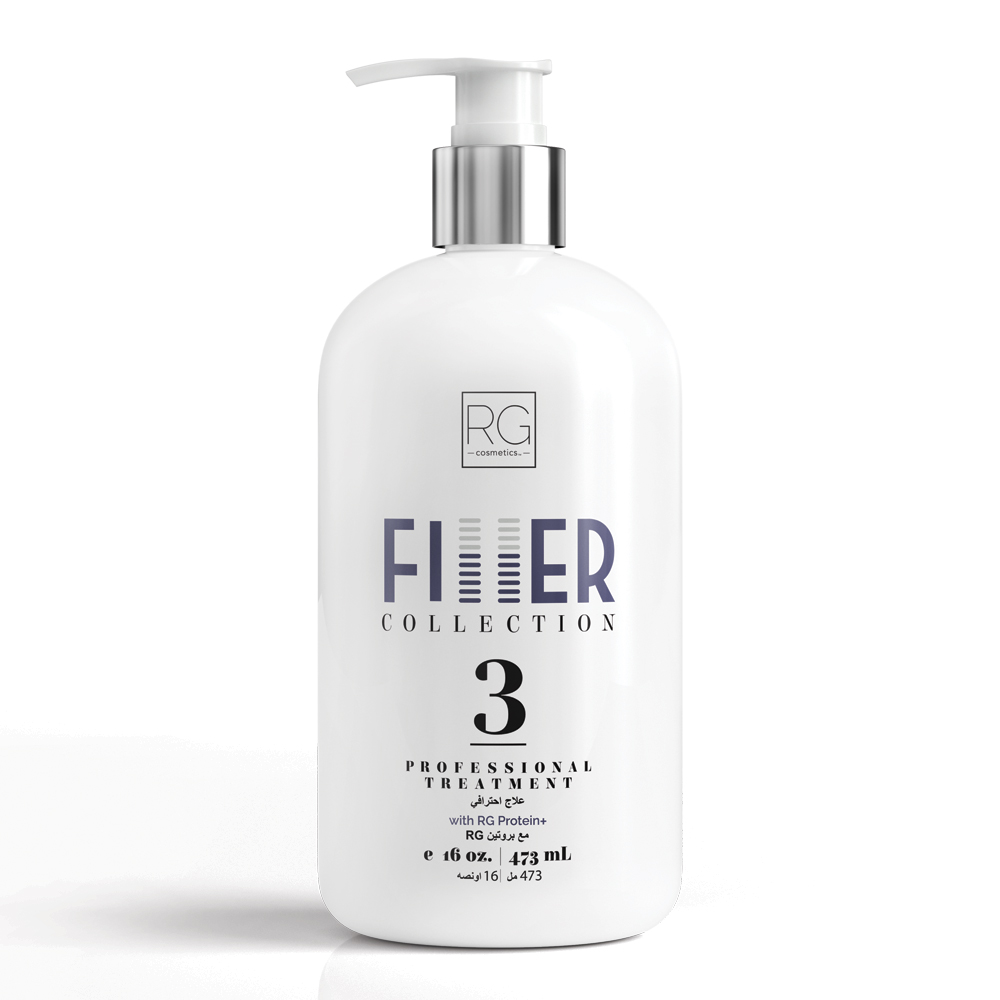 RG
cosmetics™
FILLER
COLLECTION
3
PROFESSIONAL
TREATMENT
علاج احترافي
with RG Protein+
مع بروتين RG
e 16 oz. | 473 mL
473 مل | 16 اونصه